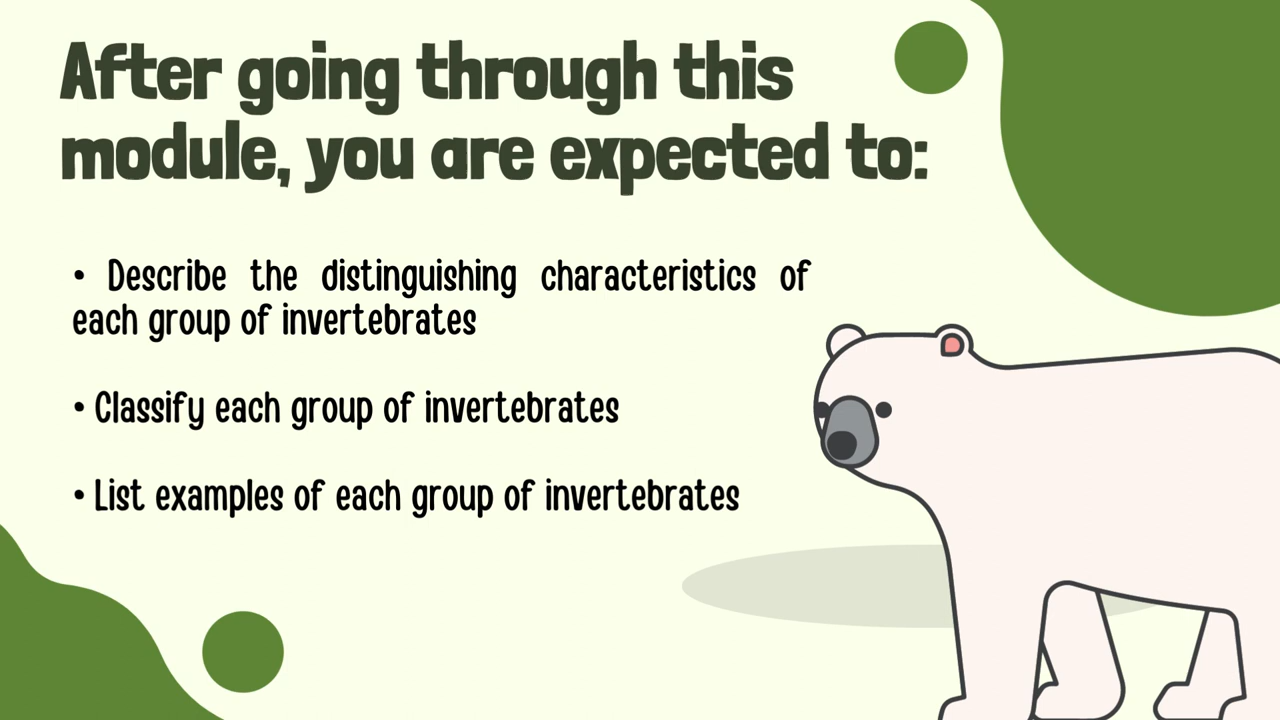 After going through this
module, you are expected to:
• Describe the distinguishing characteristics of
each group of invertebrates
• Classify each group of invertebrates
• List examples of each group of invertebrates